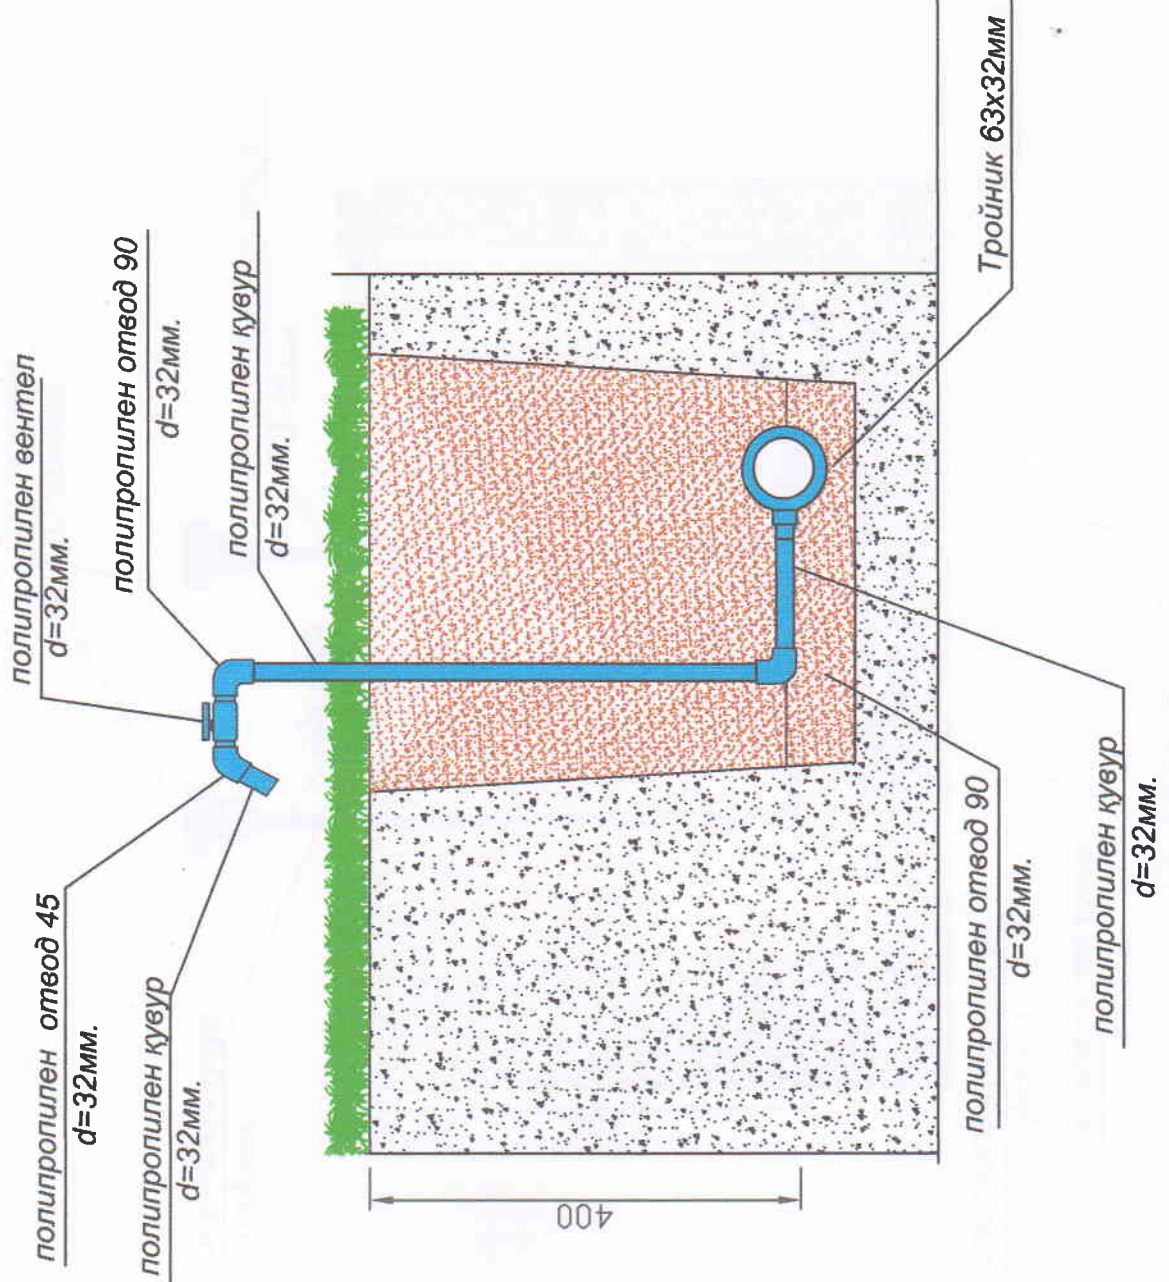 полипропилен вентел
d=32мм.
полипропилен отвод 90
d=32мм.
полипропилен кувур
d=32мм.
полипропилен отвод 45
d=32мм.
полипропилен кувур
d=32мм.
400
Тройник 63x32мм
полипропилен отвод 90
d=32мм.
полипропилен кувур
d=32мм.